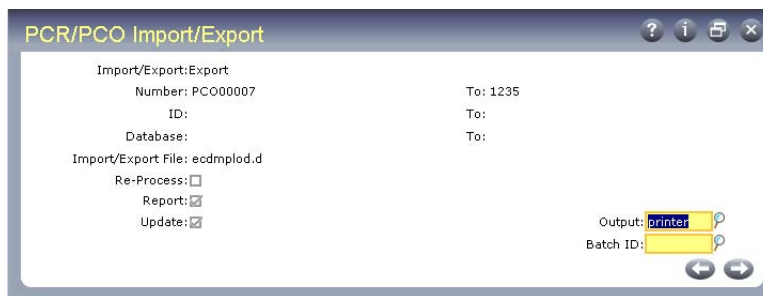 PCR/PCO Import/Export ? i
Import/Export:Export
Number: PCO00007 To: 1235
ID: To:
Database: To:
Import/Export File: ecdmplod.d
Re-Process:
Report:
Update: Output: printer
Batch ID: